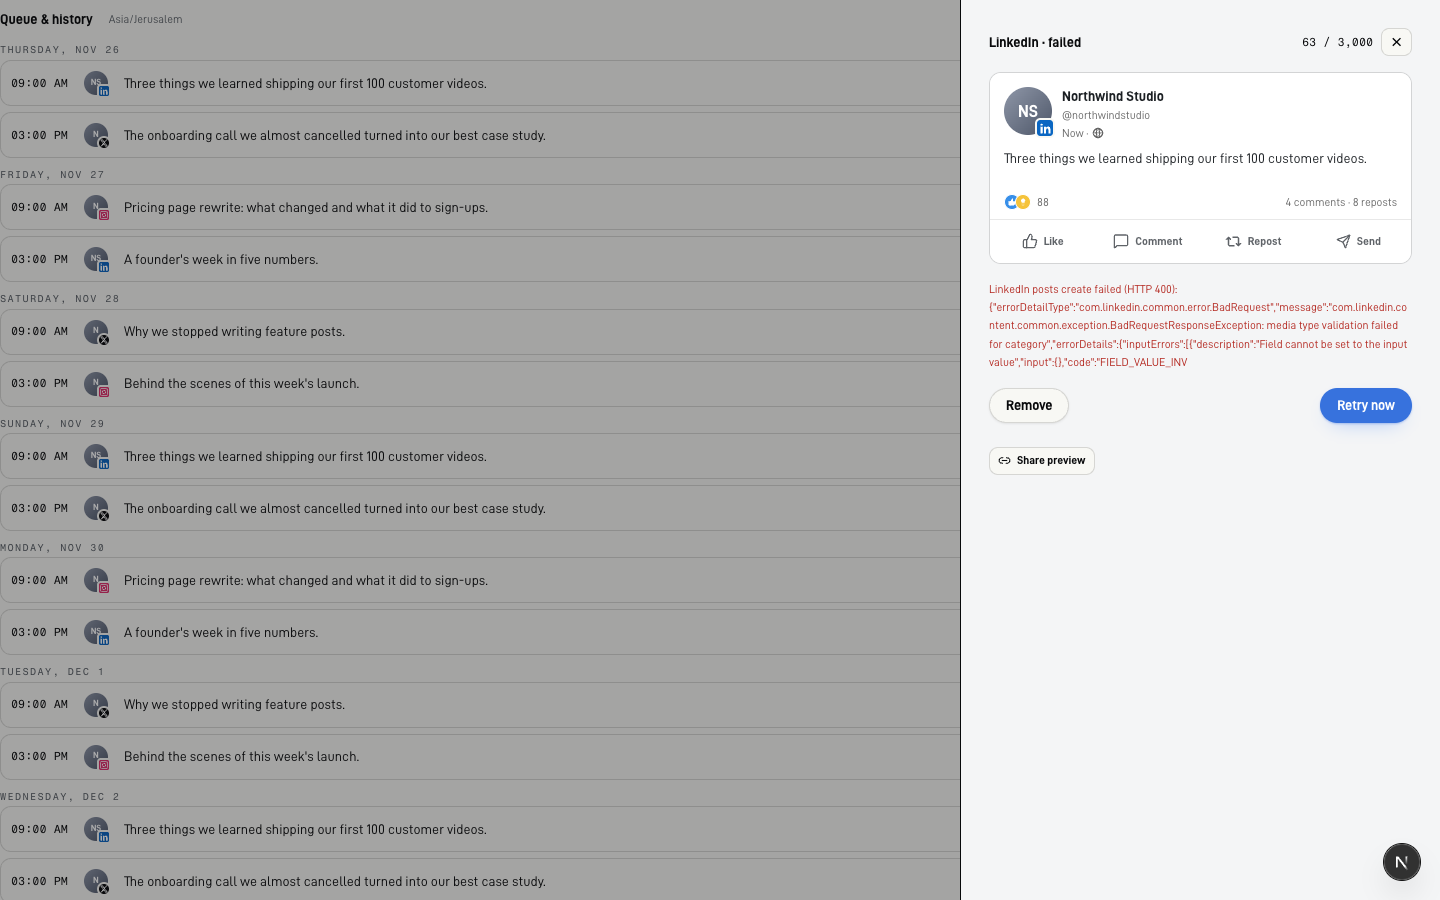 Queue & history Asia/Jerusalem
THURSDAY, NOV 26
09:00 AM NS in Three things we learned shipping our first 100 customer videos.
03:00 PM N X The onboarding call we almost cancelled turned into our best case study.
FRIDAY, NOV 27
09:00 AM N Pricing page rewrite: what changed and what it did to sign-ups.
03:00 PM NS in A founder's week in five numbers.
SATURDAY, NOV 28
09:00 AM N X Why we stopped writing feature posts.
03:00 PM N Behind the scenes of this week's launch.
SUNDAY, NOV 29
09:00 AM NS in Three things we learned shipping our first 100 customer videos.
03:00 PM N X The onboarding call we almost cancelled turned into our best case study.
MONDAY, NOV 30
09:00 AM N Pricing page rewrite: what changed and what it did to sign-ups.
03:00 PM NS in A founder's week in five numbers.
TUESDAY, DEC 1
09:00 AM N X Why we stopped writing feature posts.
03:00 PM N Behind the scenes of this week's launch.
WEDNESDAY, DEC 2
09:00 AM NS in Three things we learned shipping our first 100 customer videos.
03:00 PM N X The onboarding call we almost cancelled turned into our best case study.
LinkedIn · failed 63 / 3,000
NS in
Northwind Studio
@northwindstudio
Now ·
Three things we learned shipping our first 100 customer videos.
88 4 comments · 8 reposts
Like Comment Repost Send
LinkedIn posts create failed (HTTP 400):
{"errorDetailType":"com.linkedin.common.error.BadRequest","message":"com.linkedin.co
ntent.common.exception.BadRequestResponseException: media type validation failed
for category","errorDetails":{"inputErrors":[{"description":"Field cannot be set to the input
value","input":{},"code":"FIELD_VALUE_INV
Remove Retry now
Share preview
N